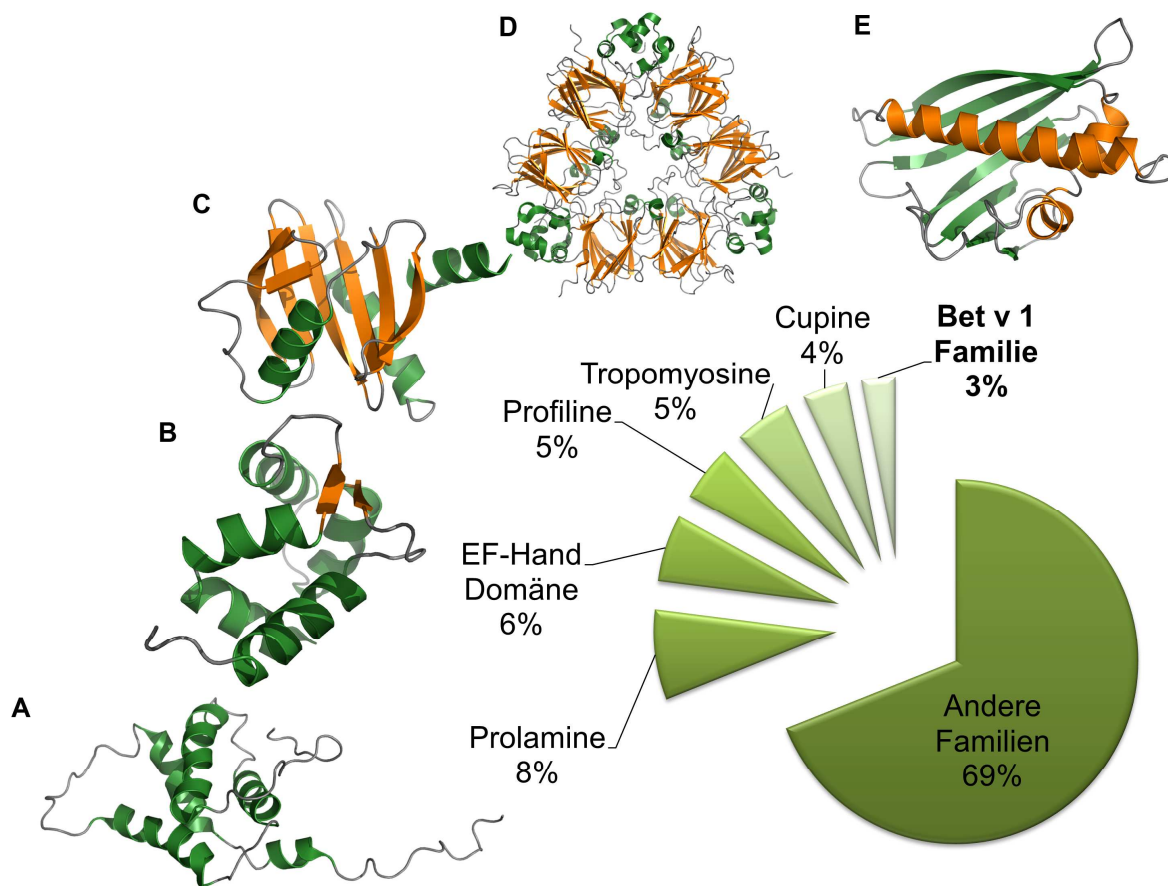 D
E
C
B
A
Cupine
4%
Bet v 1
Familie
3%
Tropomyosine
5%
Profiline
5%
EF-Hand
Domäne
6%
Prolamine
8%
Andere
Familien
69%